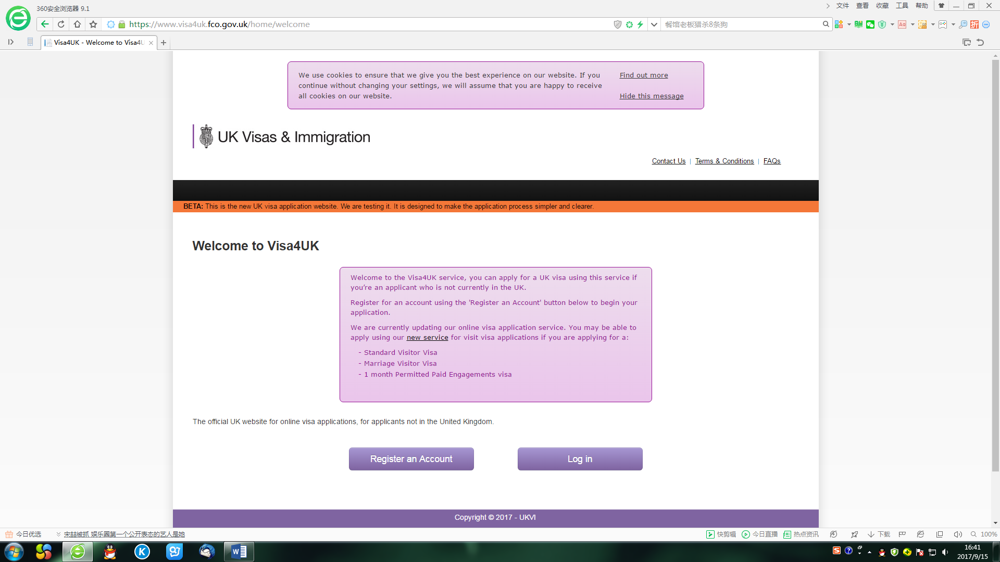 360安全浏览器 9.1
文件 查看 收藏 工具 帮助
https://www.visa4uk.fco.gov.uk/home/welcome
餐馆老板猎杀8条狗
Aa
折
Visa4UK - Welcome to Visa4U
We use cookies to ensure that we give you the best experience on our website. If you
continue without changing your settings, we will assume that you are happy to receive
all cookies on our website.
Find out more
Hide this message
UK Visas & Immigration
Contact Us | Terms & Conditions | FAQs
BETA: This is the new UK visa application website. We are testing it. It is designed to make the application process simpler and clearer.
Welcome to Visa4UK
Welcome to the Visa4UK service, you can apply for a UK visa using this service if
you’re an applicant who is not currently in the UK.
Register for an account using the 'Register an Account' button below to begin your
application.
We are currently updating our online visa application service. You may be able to
apply using our new service for visit visa applications if you are applying for a:
- Standard Visitor Visa
- Marriage Visitor Visa
- 1 month Permitted Paid Engagements visa
The official UK website for online visa applications, for applicants not in the United Kingdom.
Register an Account
Log in
Copyright © 2017 - UKVI
今日优选
宋喆被抓 娱乐圈第一个公开表态的艺人是她
快剪辑 今日直播 热点资讯 下载 100%
16:41
2017/9/15